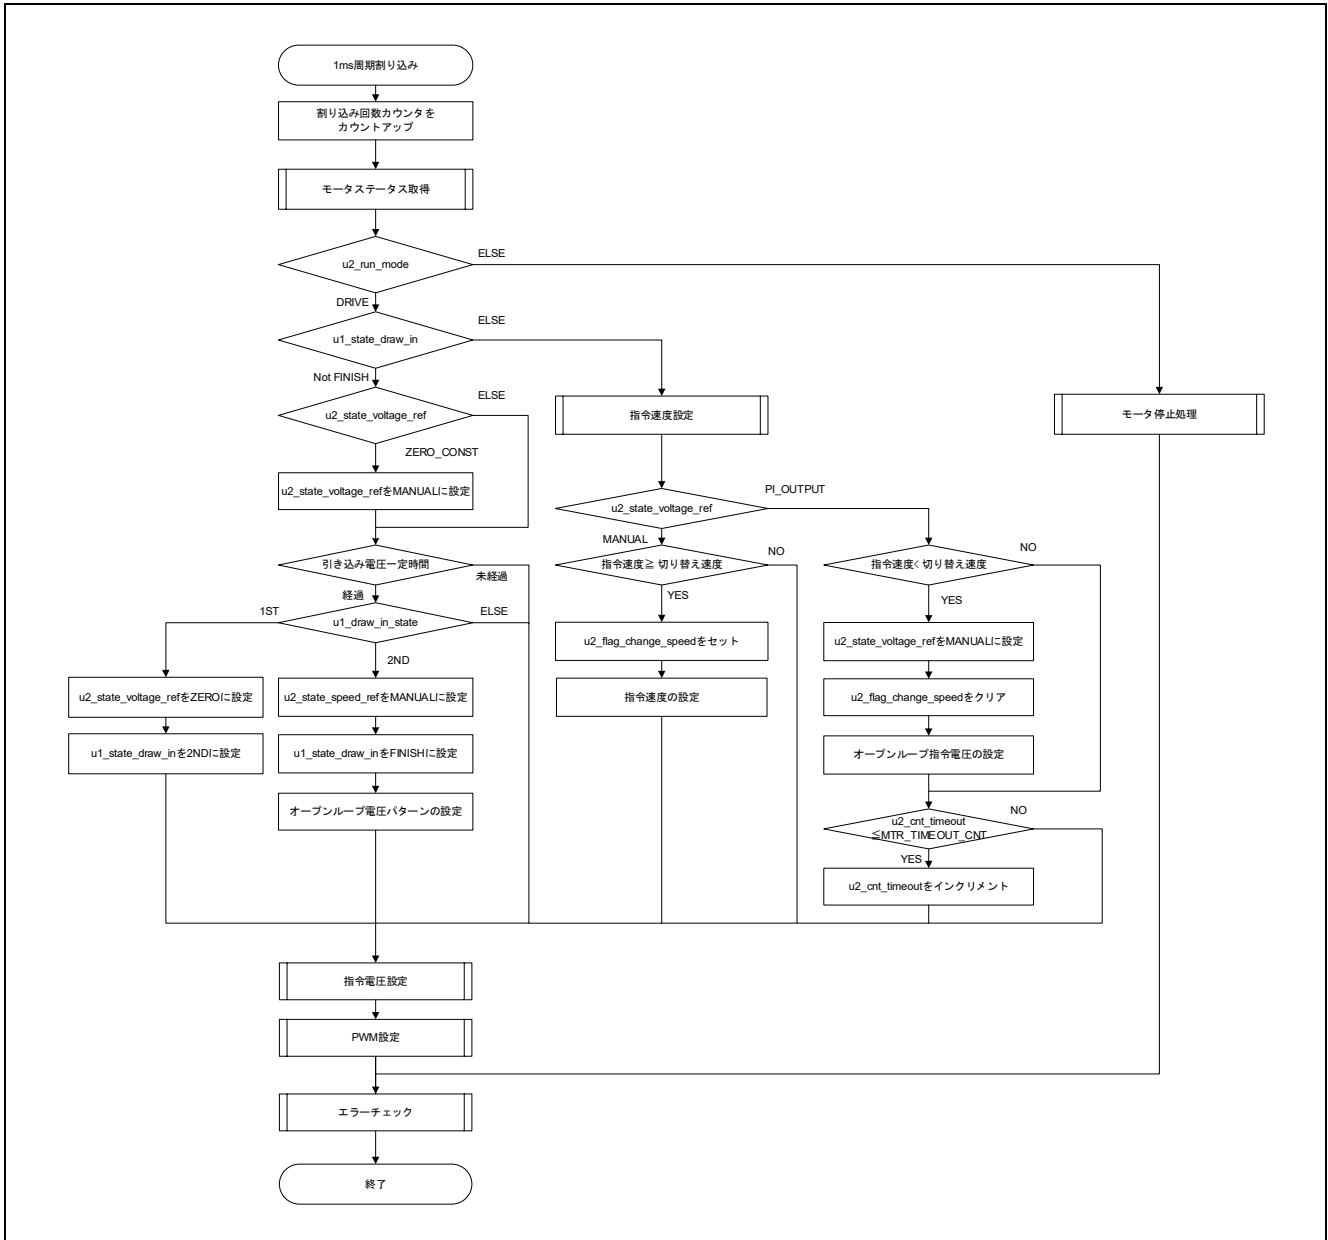 1ms周期割り込み
割り込み回数カウンタを
カウントアップ
モータステータス取得
u2_run_mode
ELSE
DRIVE
u1_state_draw_in
ELSE
Not FINISH
u2_state_voltage_ref
ELSE
ZERO_CONST
u2_state_voltage_refをMANUALに設定
引き込み電圧一定時間
未経過
経過
u1_draw_in_state
1ST
ELSE
2ND
u2_state_voltage_refをZEROに設定
u1_state_draw_inを2NDに設定
u2_state_speed_refをMANUALに設定
u1_state_draw_inをFINISHに設定
オープンループ電圧パターンの設定
指令速度設定
u2_state_voltage_ref
PI_OUTPUT
MANUAL
指令速度≧ 切り替え速度
NO
YES
u2_flag_change_speedをセット
指令速度の設定
指令速度< 切り替え速度
NO
YES
u2_state_voltage_refをMANUALに設定
u2_flag_change_speedをクリア
オープンループ指令電圧の設定
u2_cnt_timeout
≦MTR_TIMEOUT_CNT
NO
YES
u2_cnt_timeoutをインクリメント
モータ停止処理
指令電圧設定
PWM設定
エラーチェック
終了